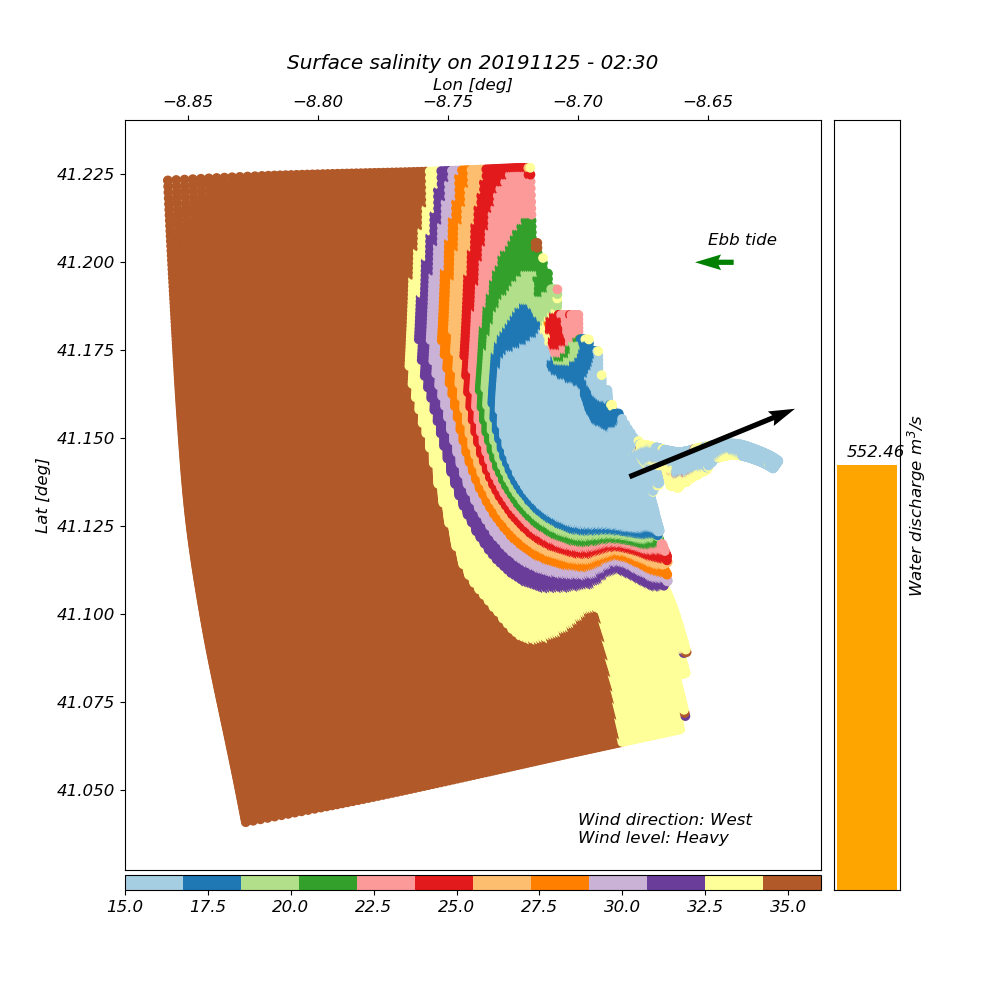 Surface salinity on 20191125 - 02:30
Lon [deg]
−8.85 −8.80 −8.75 −8.70 −8.65
41.225
41.200
41.175
41.150
41.125
41.100
41.075
41.050
Lat [deg]
Ebb tide
552.46
Water discharge m³/s
Wind direction: West
Wind level: Heavy
15.0 17.5 20.0 22.5 25.0 27.5 30.0 32.5 35.0